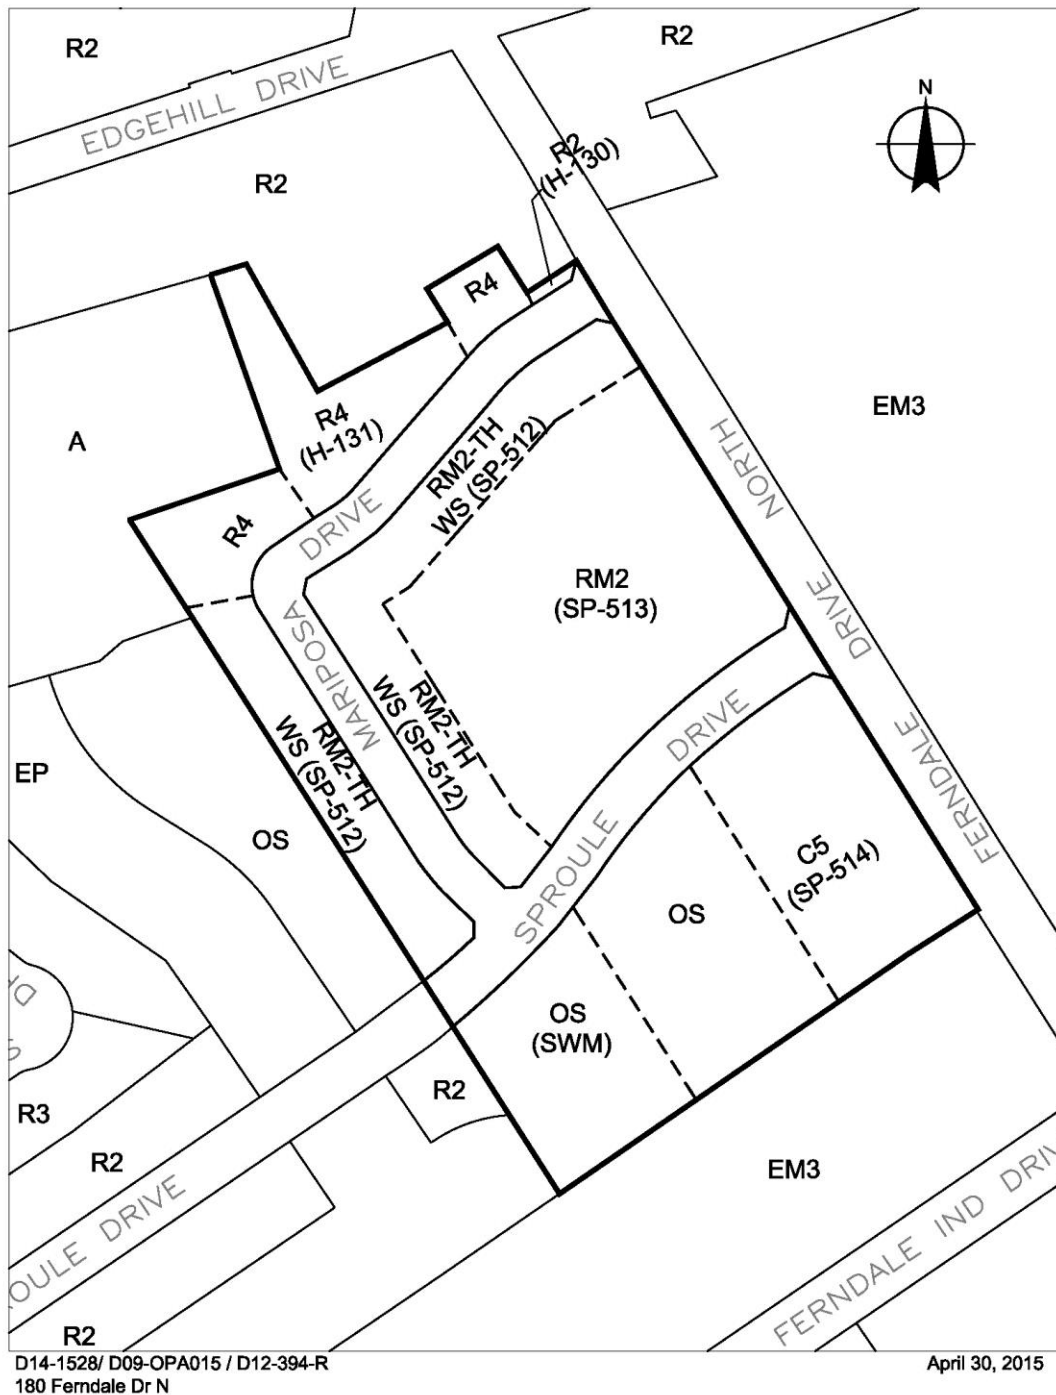 R2
R2
EDGEHILL DRIVE
N
R2
(H-130)
R2
R4
EM3
A
R4
(H-131)
RM2-TH
WS (SP-512)
NORTH
R4
DRIVE
RM2
(SP-513)
DRIVE
MARIPOSA
RM2-TH
WS (SP-512)
DRIVE
RM2-TH
WS (SP-512)
FERNDALE
EP
OS
SPROULE
C5
(SP-514)
OS
DR
S
OS
(SWM)
R2
R3
R2
EM3
OULE DRIVE
FERNDALE IND DRIV
R2
D14-1528/ D09-OPA015 / D12-394-R
180 Ferndale Dr N
April 30, 2015